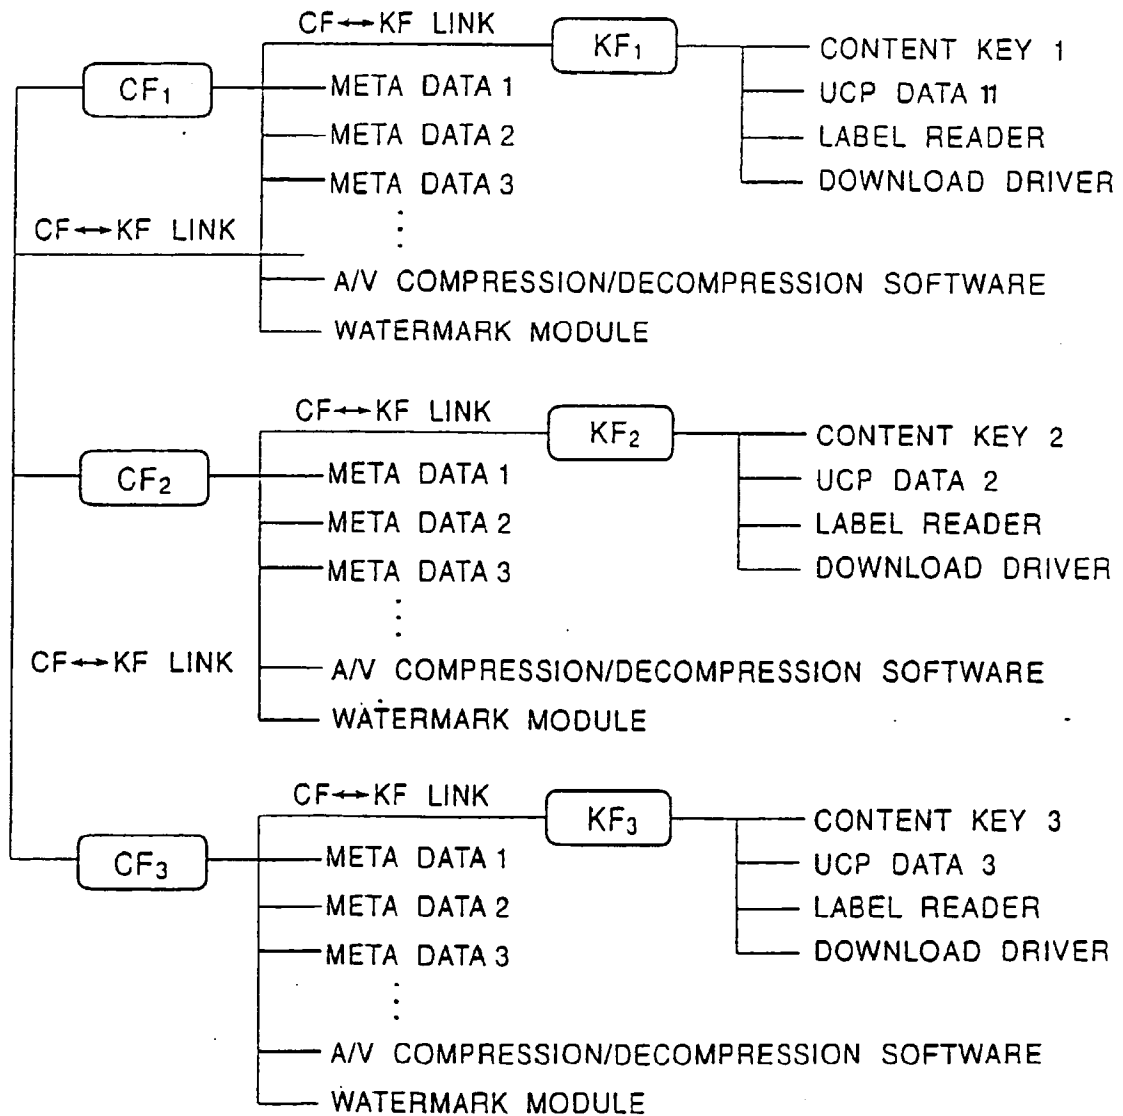 CF↔KF LINK
KF₁
CONTENT KEY 1
CF₁
META DATA 1
UCP DATA 11
META DATA 2
LABEL READER
META DATA 3
DOWNLOAD DRIVER
CF↔KF LINK
A/V COMPRESSION/DECOMPRESSION SOFTWARE
WATERMARK MODULE
CF↔KF LINK
KF₂
CONTENT KEY 2
CF₂
META DATA 1
UCP DATA 2
META DATA 2
LABEL READER
META DATA 3
DOWNLOAD DRIVER
CF↔KF LINK
A/V COMPRESSION/DECOMPRESSION SOFTWARE
WATERMARK MODULE
CF↔KF LINK
KF₃
CONTENT KEY 3
CF₃
META DATA 1
UCP DATA 3
META DATA 2
LABEL READER
META DATA 3
DOWNLOAD DRIVER
A/V COMPRESSION/DECOMPRESSION SOFTWARE
WATERMARK MODULE